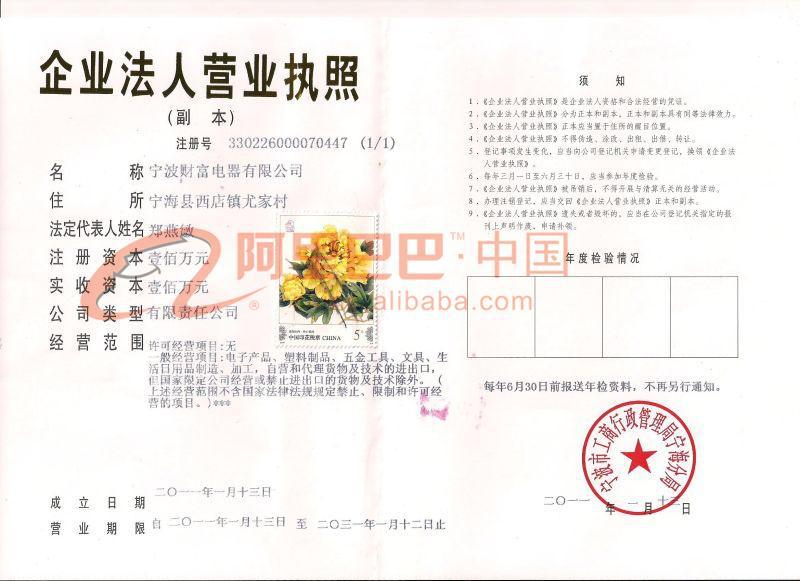 企业法人营业执照
(副 本)
注册号 330226000070447 (1/1)
名 称 宁波财富电器有限公司
住 所 宁海县西店镇尤家村
法定代表人姓名 郑燕敏
注 册 资 本 壹佰万元
实 收 资 本 壹佰万元
公 司 类 型 有限责任公司
经 营 范 围
许可经营项目:无
一般经营项目:电子产品、塑料制品、五金工具、文具、生
活日用品制造、加工,自营和代理货物及技术的进出口,
但国家限定公司经营或禁止进出口的货物及技术除外。(
上述经营范围不含国家法律法规规定禁止、限制和许可经
营的项目。)***
成 立 日 期 二〇一一年一月十三日
营 业 期 限 自 二〇一一年一月十三日 至 二〇三一年一月十二日止
中国印花税票 CHINA 5
阿里巴巴™·中国
alibaba.com
须 知
1.《企业法人营业执照》是企业法人资格和合法经营的凭证。
2.《企业法人营业执照》分为正本和副本,正本和副本具有同等法律效力。
3.《企业法人营业执照》正本应当置于住所的醒目位置。
4.《企业法人营业执照》不得伪造、涂改、出租、出借、转让。
5.登记事项发生变化,应当向公司登记机关申请变更登记,换领《企业法
人营业执照》。
6.每年三月一日至六月三十日,应当参加年度检验。
7.《企业法人营业执照》被吊销后,不得开展与清算无关的经营活动。
8.办理注销登记,应当交回《企业法人营业执照》正本和副本。
9.《企业法人营业执照》遗失或者毁坏的,应当在公司登记机关指定的报
刊上声明作废,申请补领。
年度检验情况
每年6月30日前报送年检资料,不再另行通知。
宁波市工商行政管理局宁海分局
二〇一一 年 一 月 十三 日